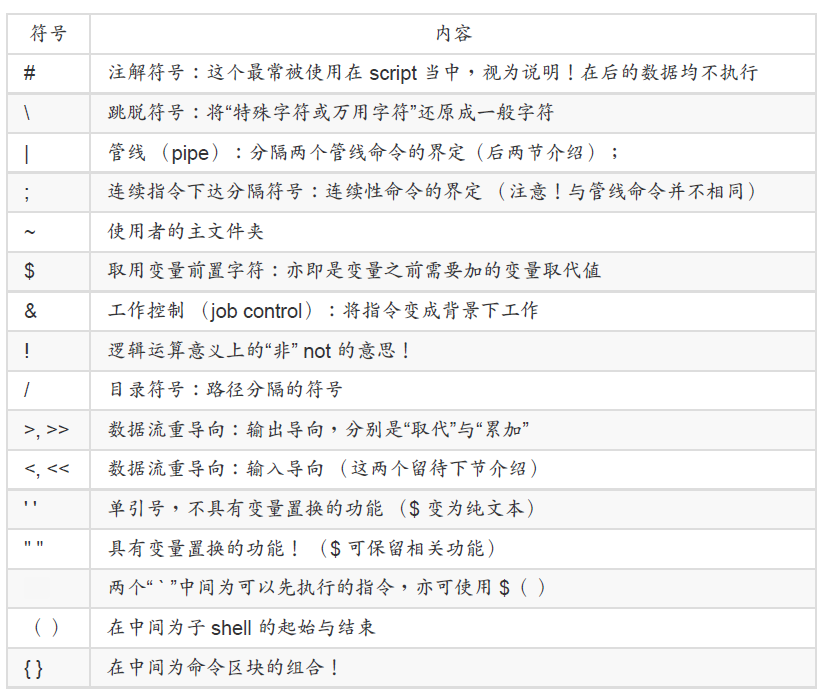 符号 内容
# 注解符号：这个最常被使用在 script 当中，视为说明！在后的数据均不执行
\ 跳脱符号：将“特殊字符或万用字符”还原成一般字符
| 管线 （pipe）：分隔两个管线命令的界定（后两节介绍）；
; 连续指令下达分隔符号：连续性命令的界定 （注意！与管线命令并不相同）
~ 使用者的主文件夹
$ 取用变量前置字符：亦即是变量之前需要加的变量取代值
& 工作控制 （job control）：将指令变成背景下工作
! 逻辑运算意义上的“非” not 的意思！
/ 目录符号：路径分隔的符号
>, >> 数据流重导向：输出导向，分别是“取代”与“累加”
<, << 数据流重导向：输入导向 （这两个留待下节介绍）
' ' 单引号，不具有变量置换的功能 （$ 变为纯文本）
" " 具有变量置换的功能！ （$ 可保留相关功能）
两个“ ` ”中间为可以先执行的指令，亦可使用 $（ ）
（ ） 在中间为子 shell 的起始与结束
{ } 在中间为命令区块的组合！